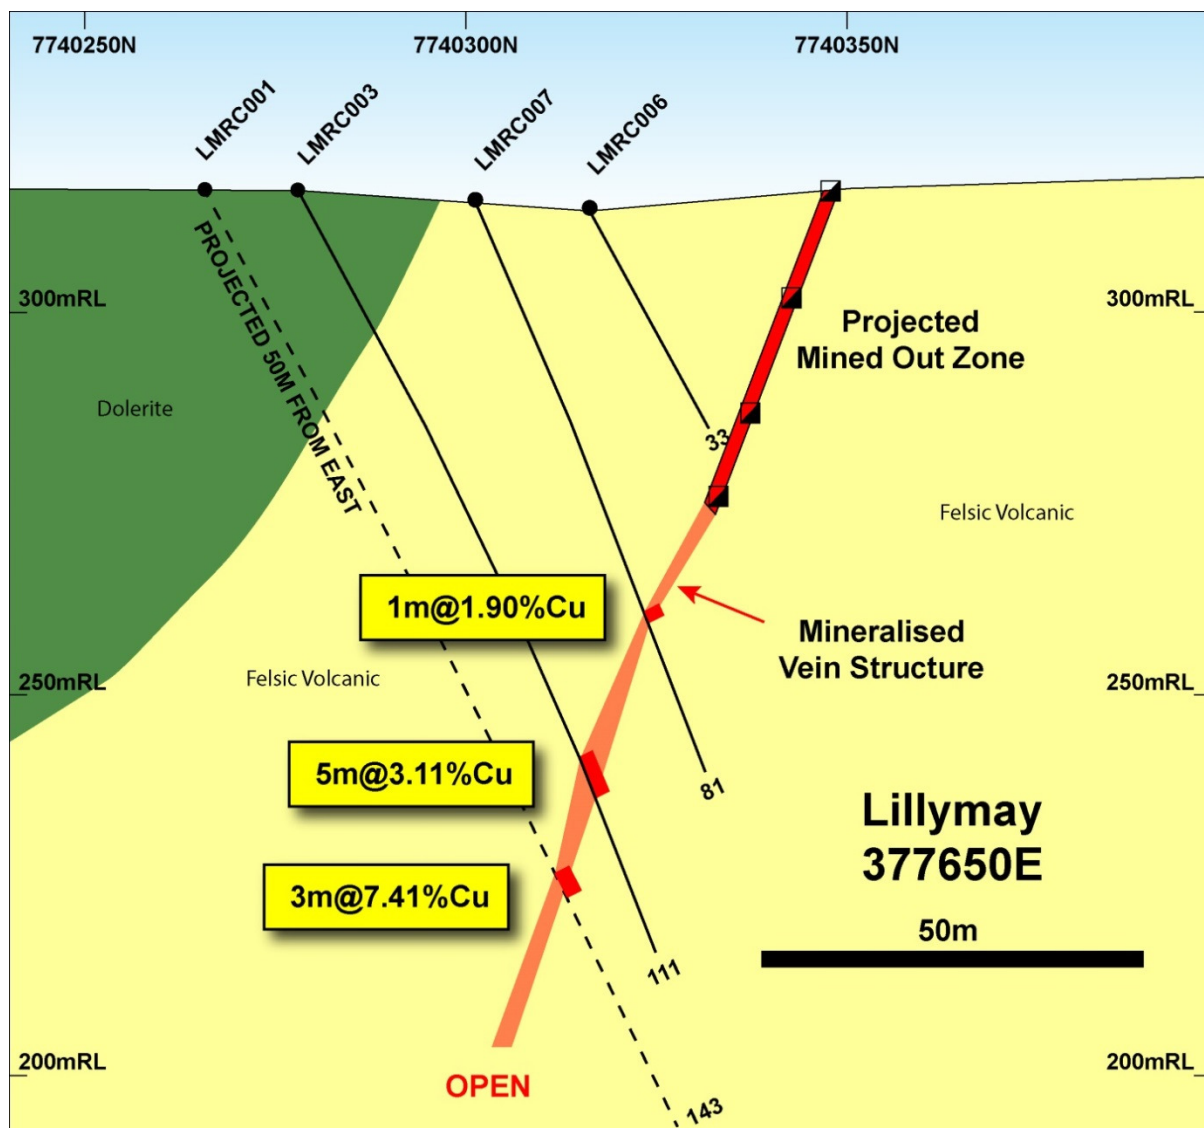 7740250N
7740300N
7740350N
LMRC001
LMRC003
LMRC007
LMRC006
PROJECTED 50M FROM EAST
300mRL
300mRL
Projected
Mined Out Zone
Dolerite
33
Felsic Volcanic
1m@1.90%Cu
Mineralised
Vein Structure
Felsic Volcanic
250mRL
250mRL
5m@3.11%Cu
81
Lillymay
377650E
3m@7.41%Cu
50m
111
200mRL
200mRL
OPEN
143